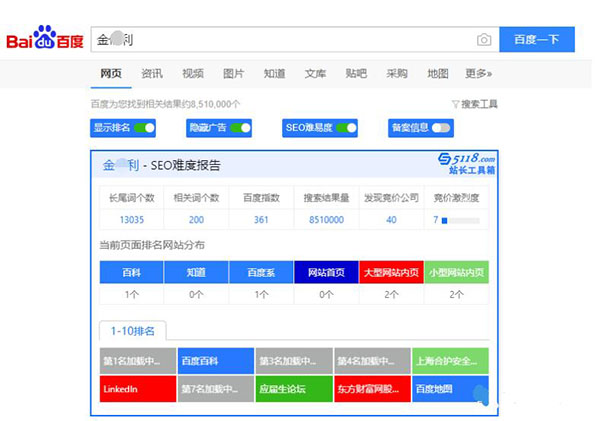 Bai du 百度 金 利 百度一下
网页 资讯 视频 图片 知道 文库 贴吧 采购 地图 更多»
百度为您找到相关结果约8,510,000个 搜索工具
显示排名 隐藏广告 SEO难易度 备案信息
金 利 - SEO难度报告 5118.com
站长工具箱
长尾词个数 相关词个数 百度指数 搜索结果量 发现竞价公司 竞价激烈度
13035 200 361 8510000 40 7
当前页面排名网站分布
百科 知道 百度系 网站首页 大型网站内页 小型网站内页
1个 0个 1个 0个 2个 2个
1-10排名
第1名加载中... 百度百科 第3名加载中... 第4名加载中... 上海合护安全...
LinkedIn 第7名加载中... 应届生论坛 东方财富网股... 百度地图